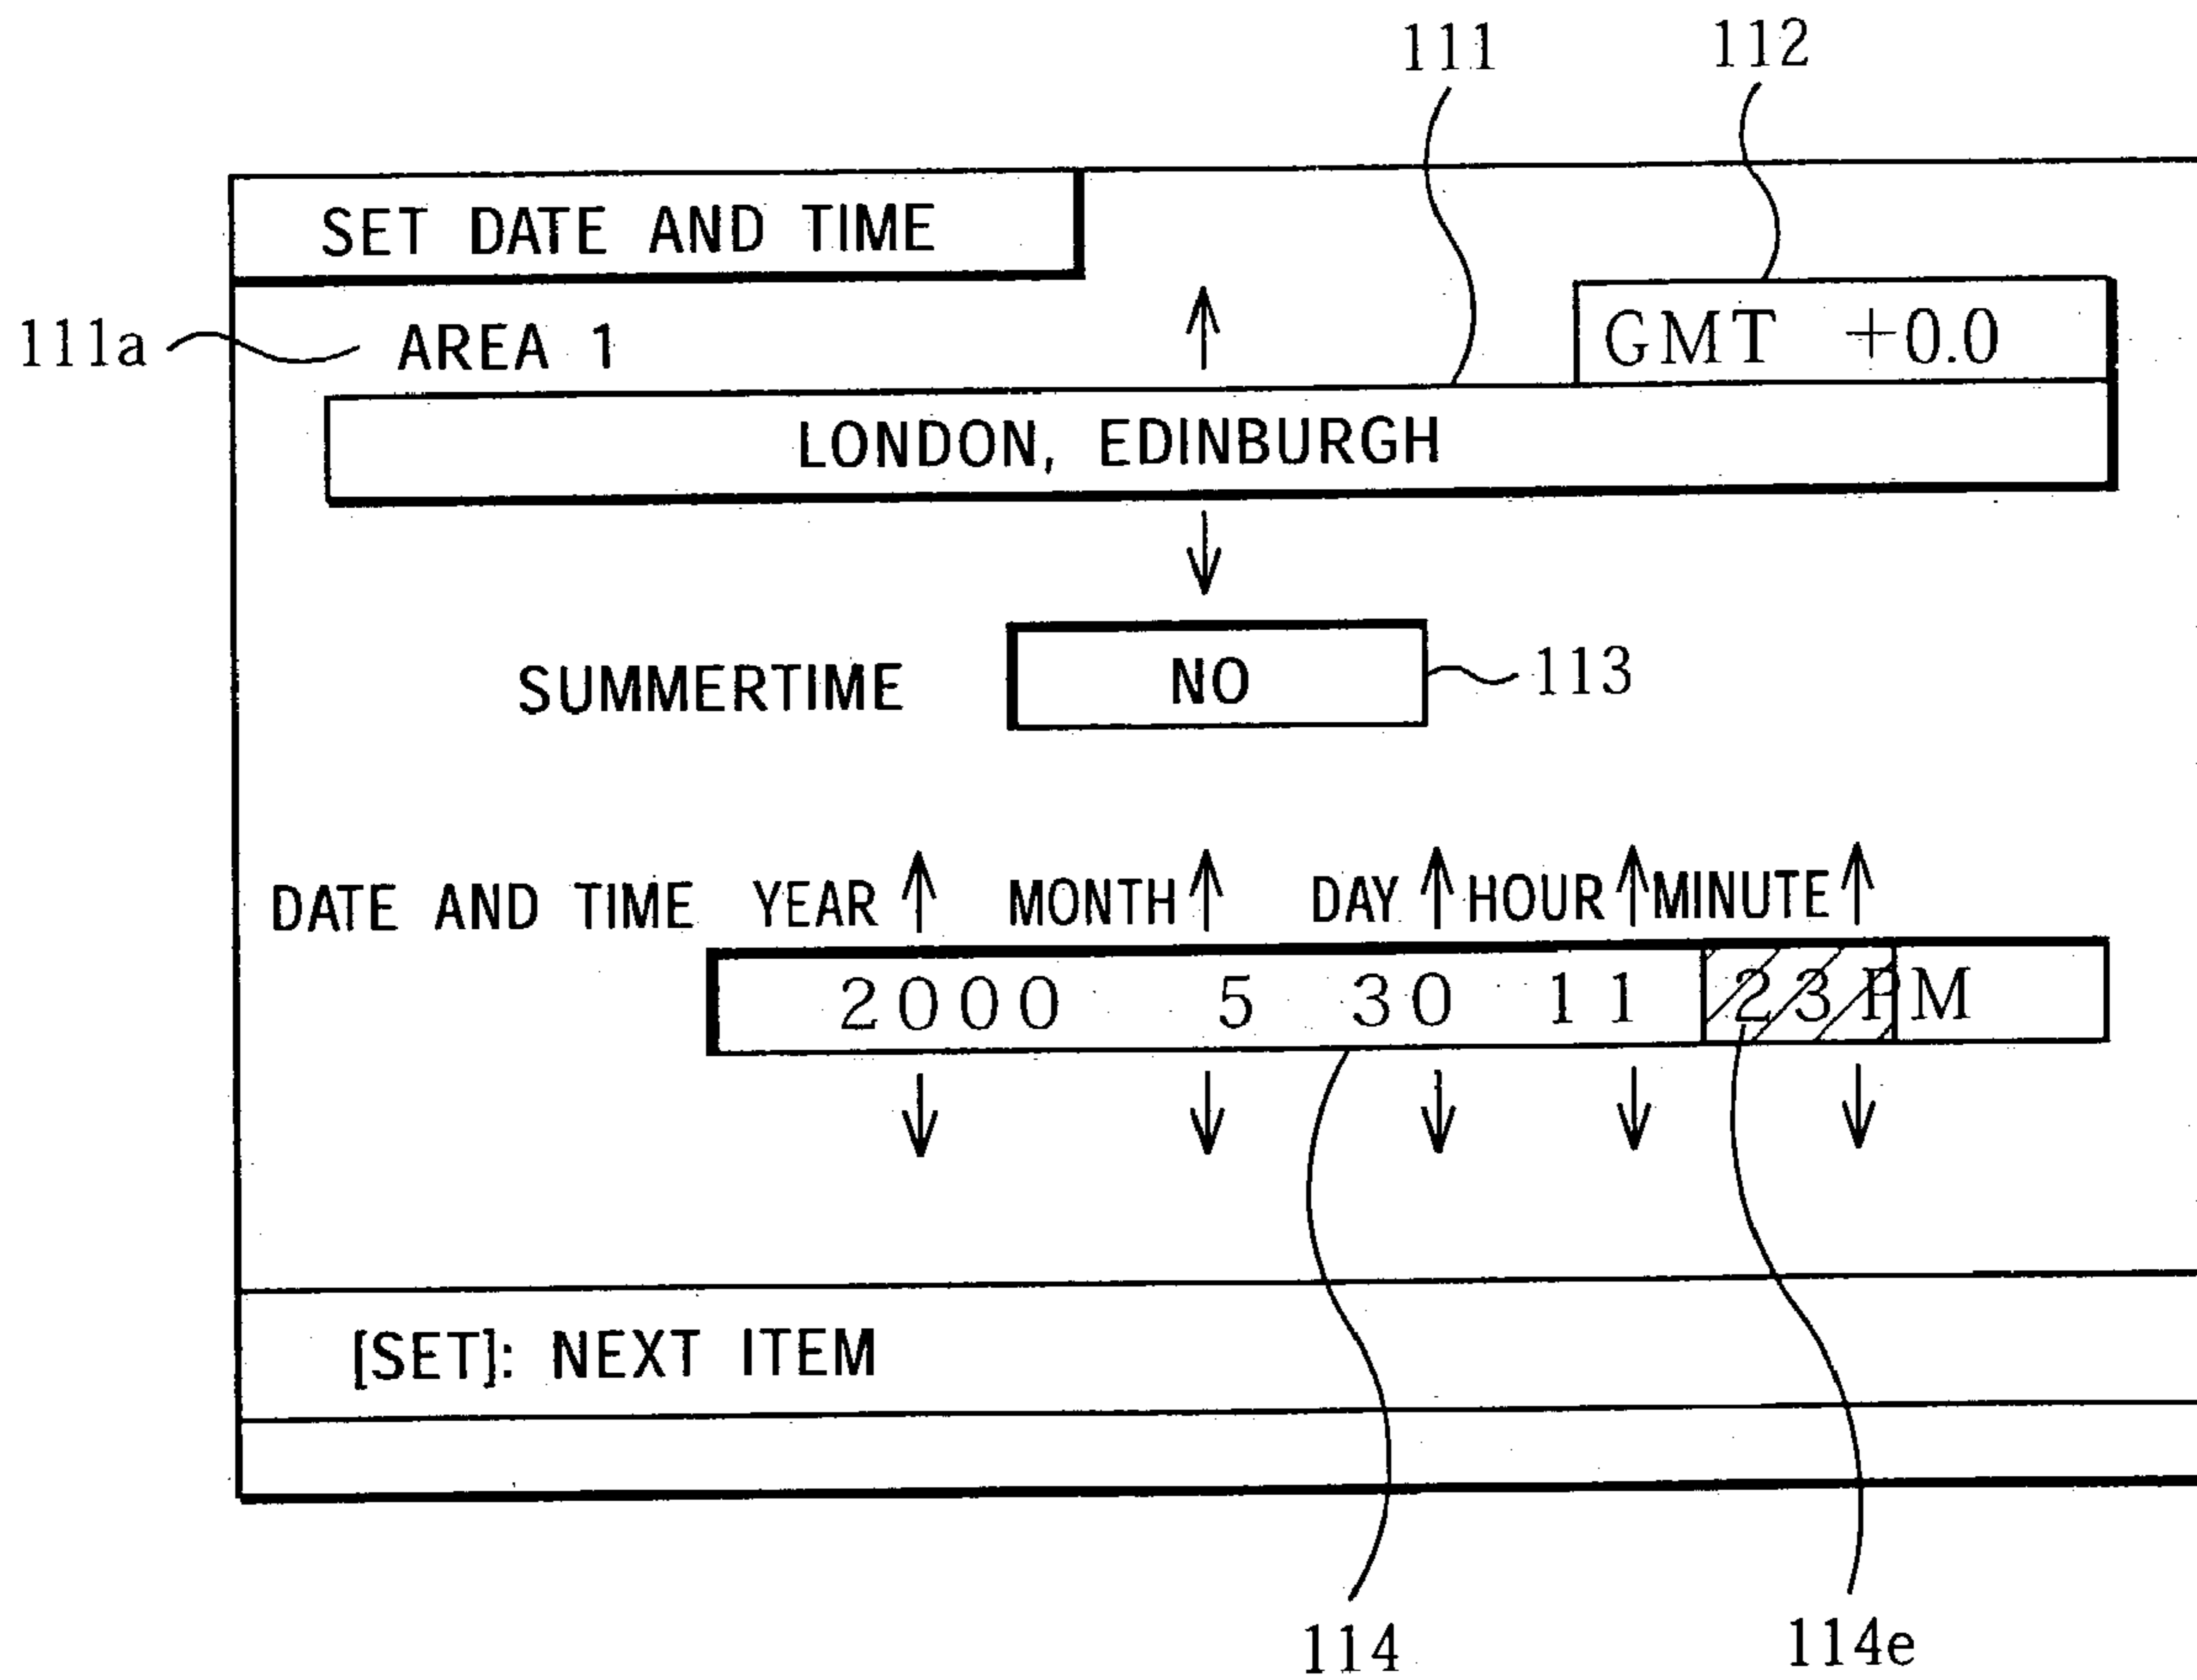 111 112
SET DATE AND TIME
111a AREA 1 GMT +0.0
LONDON, EDINBURGH
SUMMERTIME NO 113
DATE AND TIME YEAR MONTH DAY HOUR MINUTE
2000 5 30 11 23 PM
[SET]: NEXT ITEM
114 114e